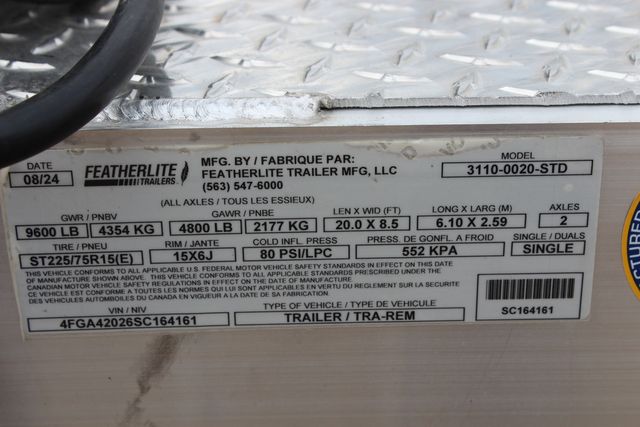 DATE
08/24
FEATHERLITE
TRAILERS
MFG. BY / FABRIQUE PAR:
FEATHERLITE TRAILER MFG, LLC
(563) 547-6000
MODEL
3110-0020-STD
(ALL AXLES / TOUS LES ESSIEUX)
GWR / PNBV
9600 LB 4354 KG
GAWR / PNBE
4800 LB 2177 KG
LEN X WID (FT)
20.0 X 8.5
LONG X LARG (M)
6.10 X 2.59
AXLES
2
TIRE / PNEU
ST225/75R15(E)
RIM / JANTE
15X6J
COLD INFL. PRESS
80 PSI/LPC
PRESS. DE GONFL. A FROID
552 KPA
SINGLE / DUALS
SINGLE
THIS VEHICLE CONFORMS TO ALL APPLICABLE U.S. FEDERAL MOTOR VEHICLE
SAFETY STANDARDS IN EFFECT ON THE DATE OF MANUFACTURE SHOWN ABOVE.
THIS VEHICLE CONFORMS TO ALL APPLICABLE STANDARDS PRESCRIBED UNDER THE
CANADIAN MOTOR VEHICLE SAFETY REGULATIONS IN EFFECT ON THE DATE OF MANUFACTURE.
CE VEHICULE EST CONFORME A TOUTES LES NORMES QUI LUI SONT APPLICABLES EN VERTU DU REGLEMENT SUR LA SECURITE
DES VEHICULES AUTOMOBILES DU CANADA EN VIGUEUR A LA DATE DE SA FABRICATION
VIN / NIV
4FGA42026SC164161
TYPE OF VEHICLE / TYPE DE VEHICULE
TRAILER / TRA-REM
SC164161